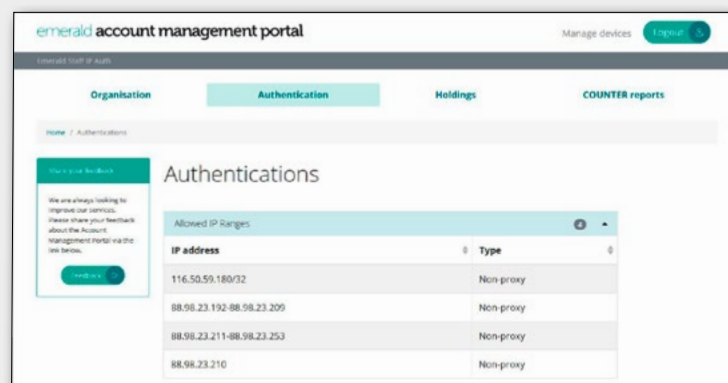 emerald account management portal
Manage devices
Logout
Emerald Staff IP Auth
Organisation
Authentication
Holdings
COUNTER reports
Home / Authentications
Share your feedback
We are always looking to
improve our services.
Please share your feedback
about the Account
Management Portal via the
link below.
Feedback
Authentications
Allowed IP Ranges
4
IP address
Type
116.50.59.180/32
Non-proxy
88.98.23.192-88.98.23.209
Non-proxy
88.98.23.211-88.98.23.253
Non-proxy
88.98.23.210
Non-proxy